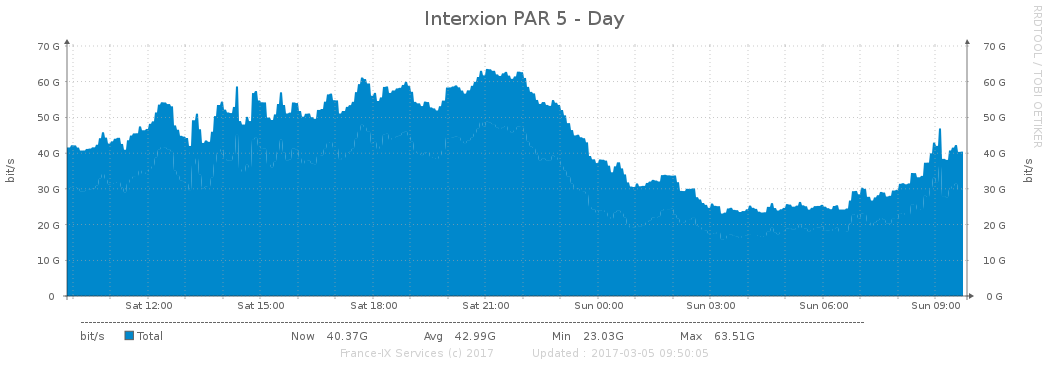 Interxion PAR 5 - Day
RRDTOOL / TOBI OETIKER
bit/s
70 G 70 G
60 G 60 G
50 G 50 G
40 G 40 G
30 G 30 G
20 G 20 G
10 G 10 G
0 0 G
bit/s
Sat 12:00 Sat 15:00 Sat 18:00 Sat 21:00 Sun 00:00 Sun 03:00 Sun 06:00 Sun 09:00
bit/s Total Now 40.37G Avg 42.99G Min 23.03G Max 63.51G
France-IX Services (c) 2017 Updated : 2017-03-05 09:50:05